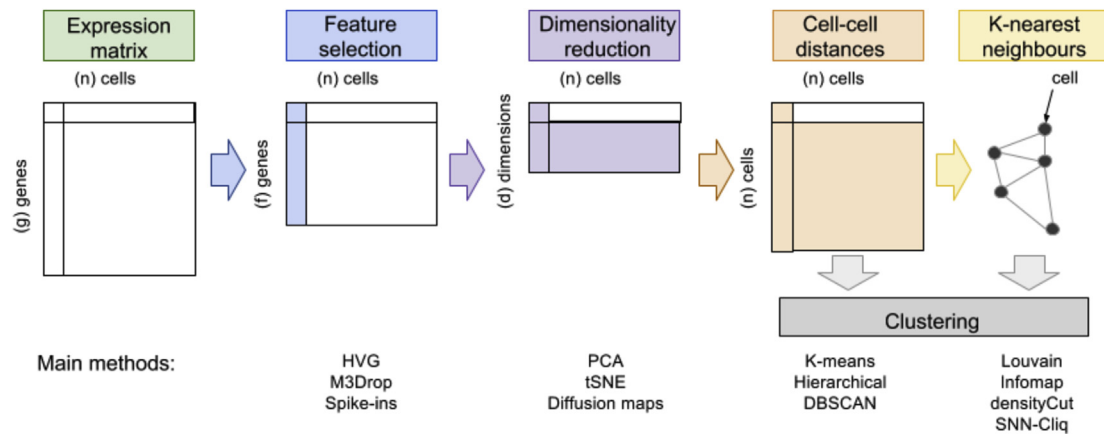 Expression
matrix
Feature
selection
Dimensionality
reduction
Cell-cell
distances
K-nearest
neighbours
(n) cells
(n) cells
(n) cells
(n) cells
cell
(g) genes
(f) genes
(d) dimensions
(n) cells
Clustering
Main methods:
HVG
M3Drop
Spike-ins
PCA
tSNE
Diffusion maps
K-means
Hierarchical
DBSCAN
Louvain
Infomap
densityCut
SNN-Cliq